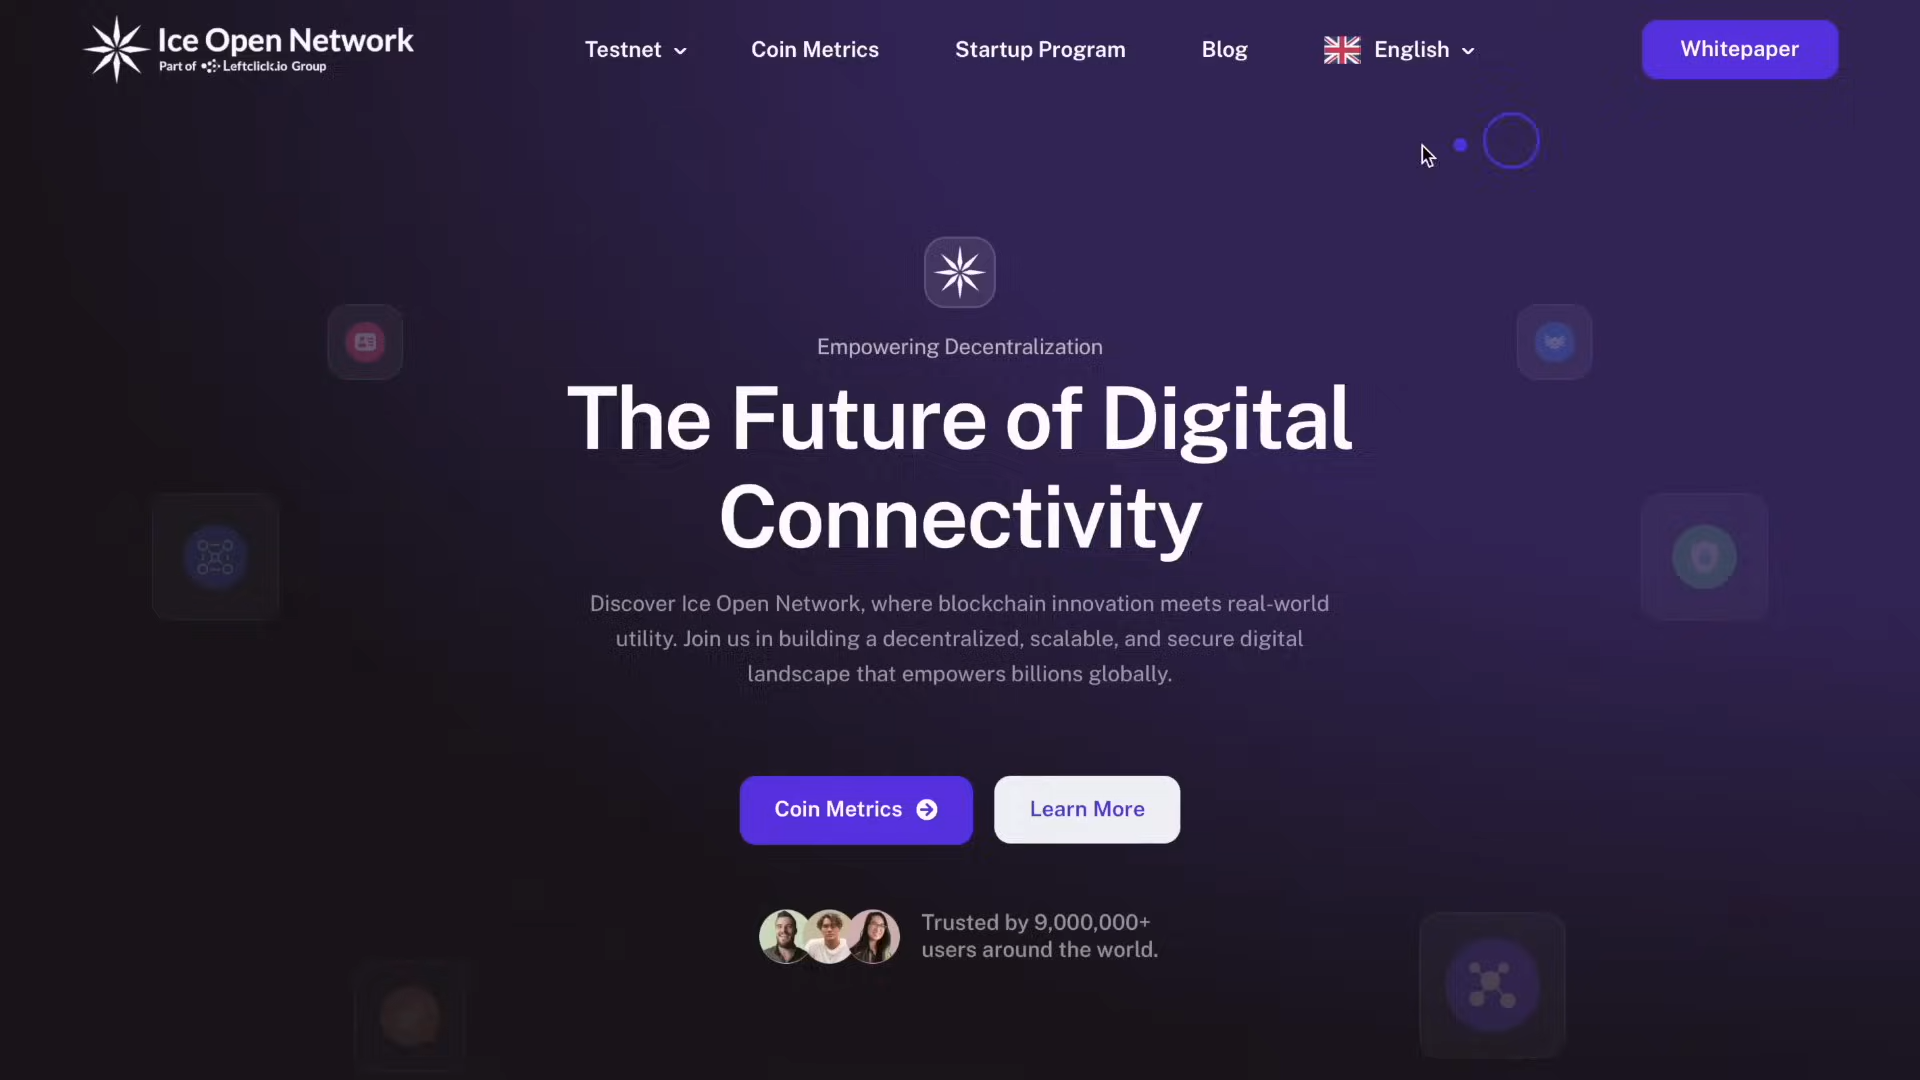 Ice Open Network
Part of Leftclick.io Group
Testnet
Coin Metrics
Startup Program
Blog
English
Whitepaper
Empowering Decentralization
The Future of Digital
Connectivity
Discover Ice Open Network, where blockchain innovation meets real-world
utility. Join us in building a decentralized, scalable, and secure digital
landscape that empowers billions globally.
Coin Metrics
Learn More
Trusted by 9,000,000+
users around the world.